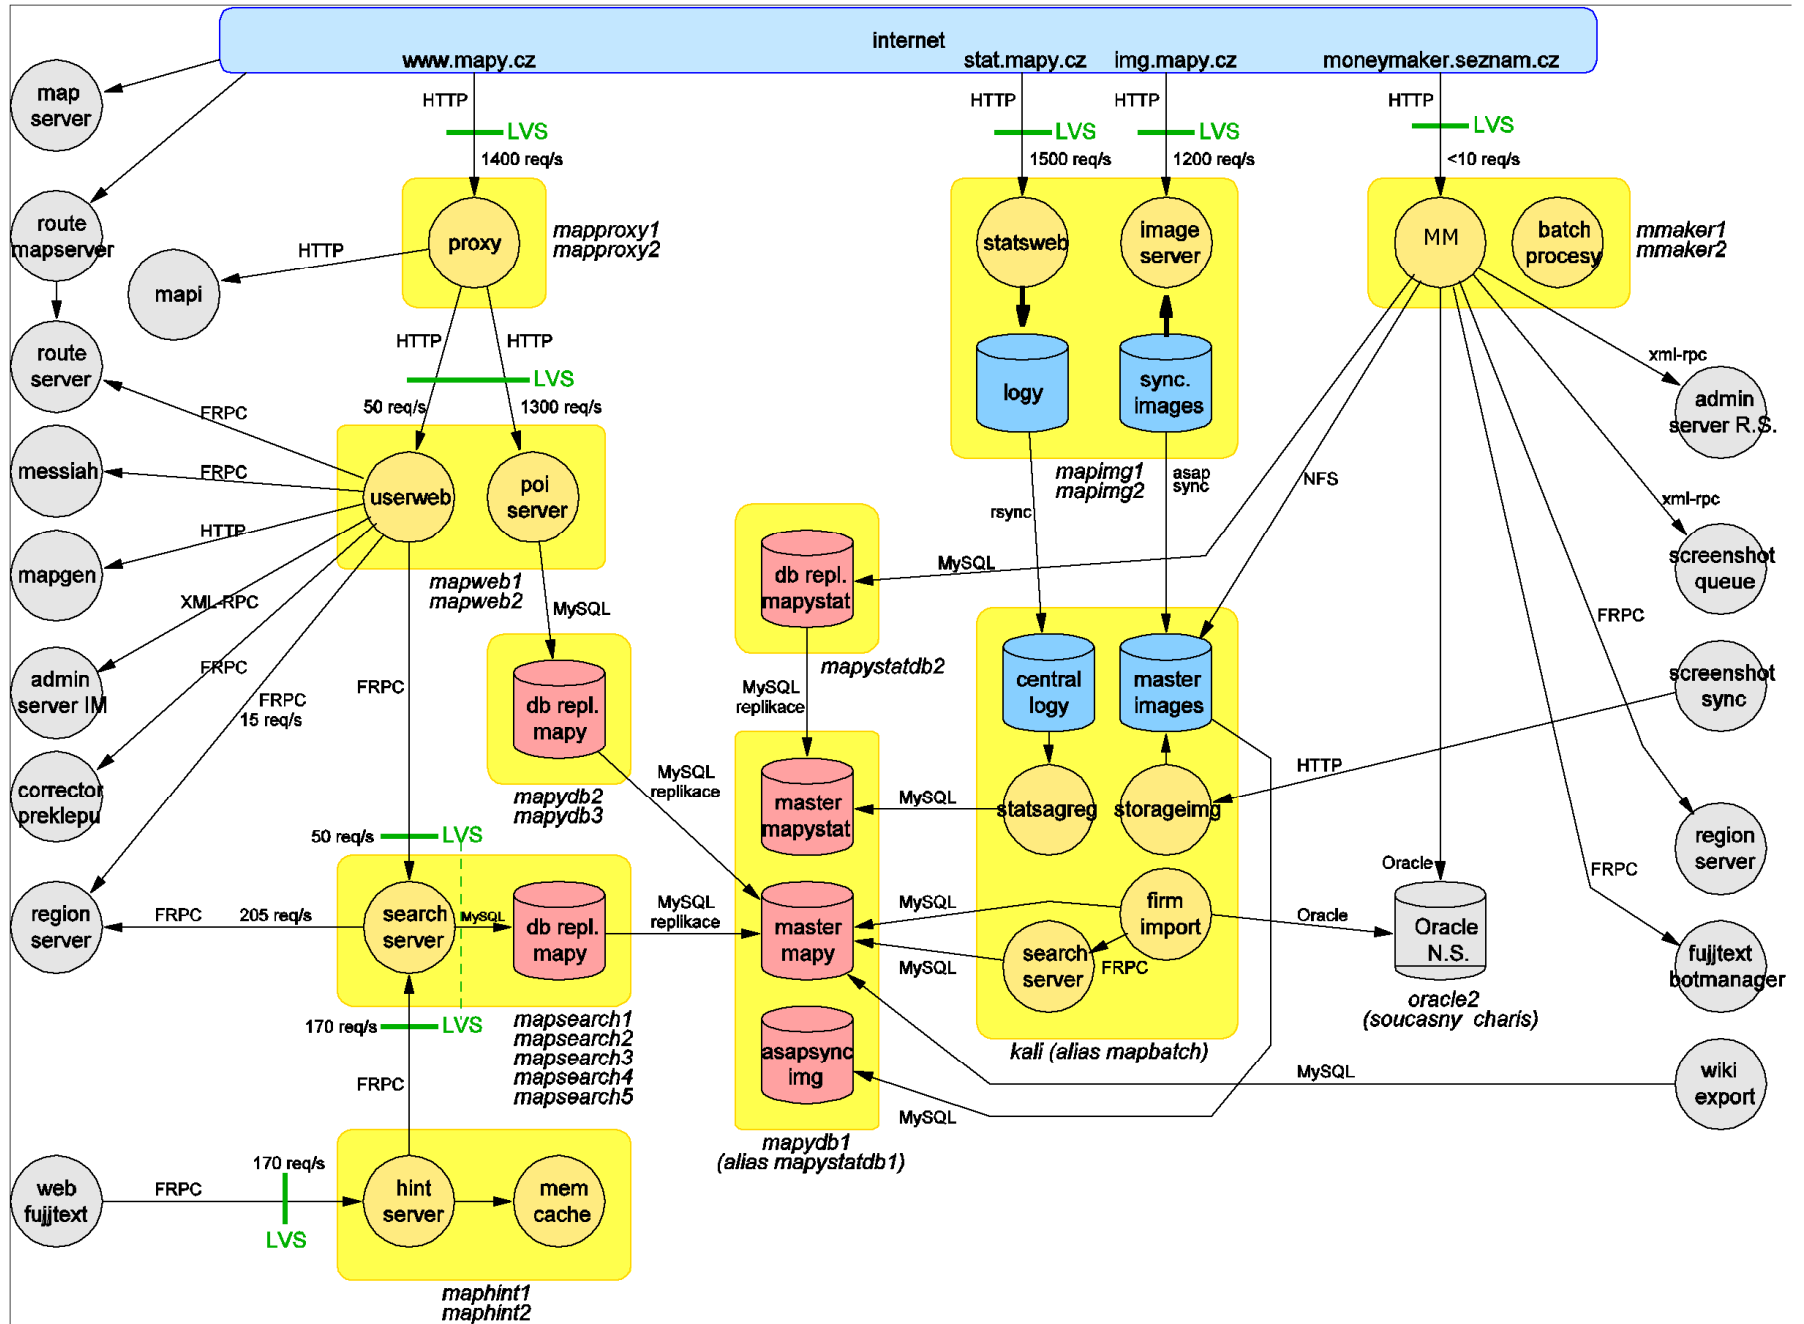 internet
www.mapy.cz
stat.mapy.cz
img.mapy.cz
moneymaker.seznam.cz
map
server
HTTP
LVS
1400 req/s
HTTP
LVS
1500 req/s
HTTP
LVS
1200 req/s
HTTP
LVS
<10 req/s
route
mapserver
mapi
HTTP
proxy
mapproxy1
mapproxy2
statsweb
image
server
MM
batch
procesy
mmaker1
mmaker2
route
server
HTTP
HTTP
LVS
50 req/s
1300 req/s
logy
sync.
images
mapimg1
mapimg2
xml-rpc
admin
server R.S.
FRPC
messiah
FRPC
userweb
poi
server
mapweb1
mapweb2
HTTP
mapgen
rsync
asap
sync
NFS
xml-rpc
screenshot
queue
db repl.
mapystat
MySQL
mapystatdb2
XML-RPC
admin
server IM
FRPC
FRPC
15 req/s
FRPC
MySQL
db repl.
mapy
mapydb2
mapydb3
MySQL
replikace
MySQL
replikace
central
logy
master
images
FRPC
screenshot
sync
HTTP
corrector
preklepu
master
mapystat
MySQL
statsagreg
storageimg
region
server
50 req/s
LVS
region
server
FRPC
205 req/s
search
server
MySQL
db repl.
mapy
MySQL
replikace
master
mapy
MySQL
firm
import
search
server
FRPC
MySQL
Oracle
Oracle
Oracle
N.S.
oracle2
(soucasny charis)
FRPC
fujjtext
botmanager
170 req/s
LVS
mapsearch1
mapsearch2
mapsearch3
mapsearch4
mapsearch5
asapsync
img
kali (alias mapbatch)
MySQL
wiki
export
MySQL
mapydb1
(alias mapystatdb1)
FRPC
web
fujjtext
FRPC
170 req/s
LVS
hint
server
mem
cache
maphint1
maphint2